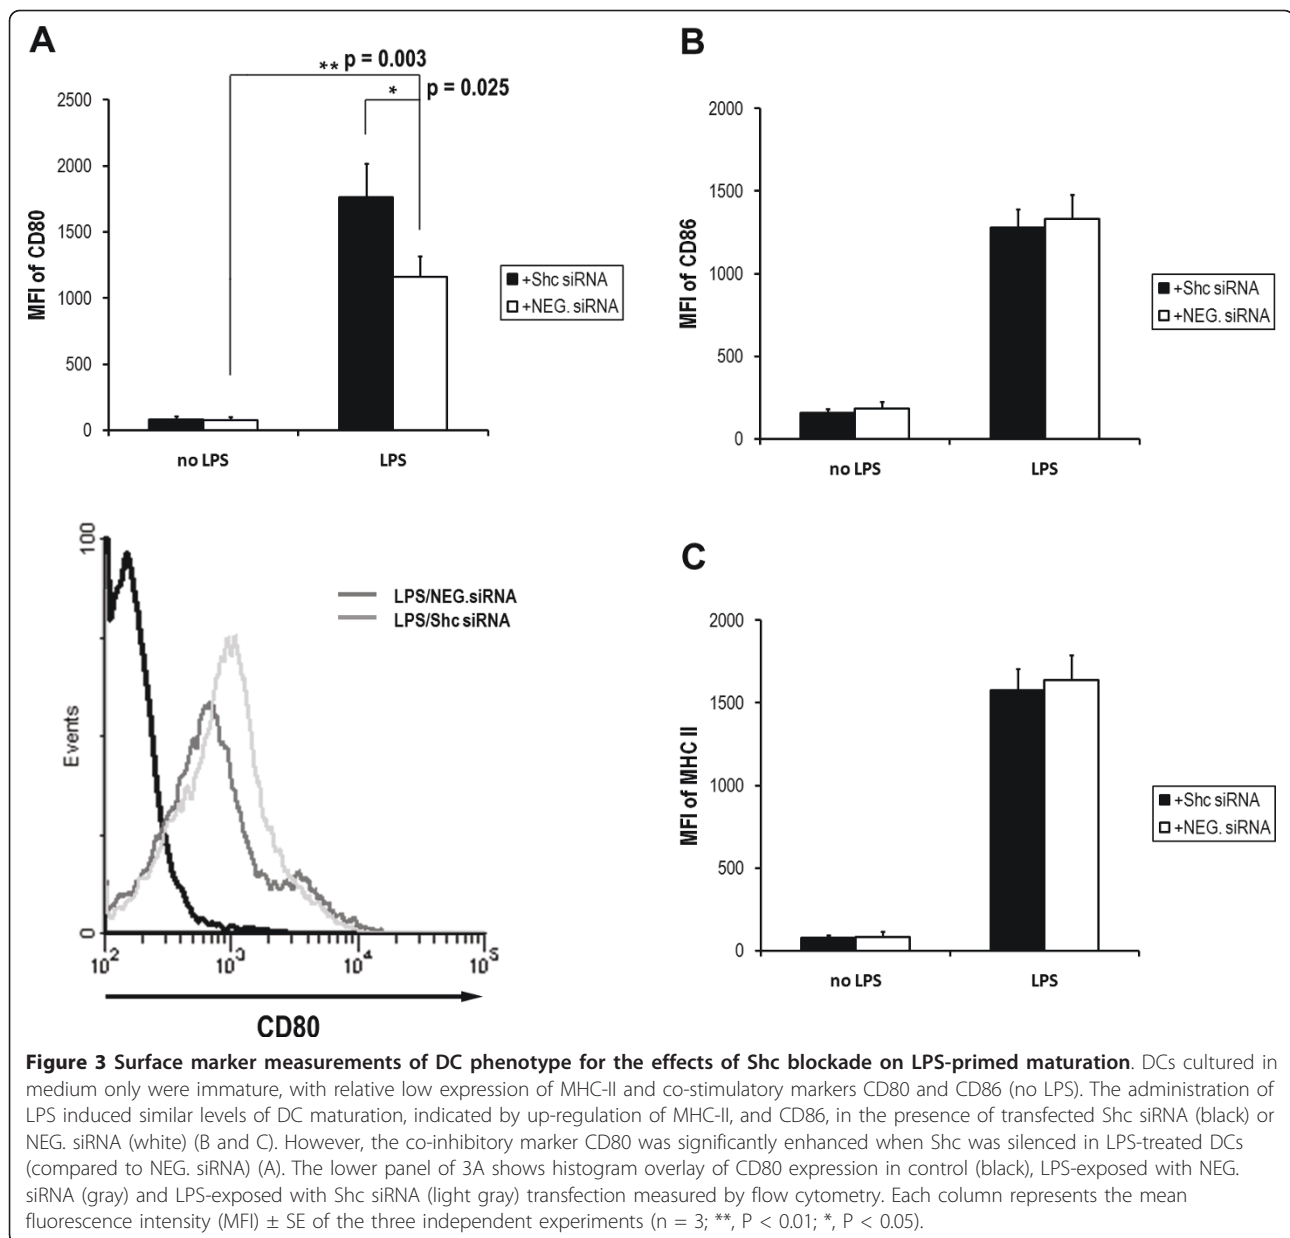 A
** p = 0.003
* p = 0.025
2500
2000
1500
1000
500
0
MFI of CD80
no LPS
LPS
+Shc siRNA
+NEG. siRNA
B
2000
1500
1000
500
0
MFI of CD86
no LPS
LPS
+Shc siRNA
+NEG. siRNA
100
Events
0
10²
10³
10⁴
10⁵
CD80
LPS/NEG.siRNA
LPS/Shc siRNA
C
2000
1500
1000
500
0
MFI of MHC II
no LPS
LPS
+Shc siRNA
+NEG. siRNA
Figure 3 Surface marker measurements of DC phenotype for the effects of Shc blockade on LPS-primed maturation. DCs cultured in
medium only were immature, with relative low expression of MHC-II and co-stimulatory markers CD80 and CD86 (no LPS). The administration of
LPS induced similar levels of DC maturation, indicated by up-regulation of MHC-II, and CD86, in the presence of transfected Shc siRNA (black) or
NEG. siRNA (white) (B and C). However, the co-inhibitory marker CD80 was significantly enhanced when Shc was silenced in LPS-treated DCs
(compared to NEG. siRNA) (A). The lower panel of 3A shows histogram overlay of CD80 expression in control (black), LPS-exposed with NEG.
siRNA (gray) and LPS-exposed with Shc siRNA (light gray) transfection measured by flow cytometry. Each column represents the mean
fluorescence intensity (MFI) ± SE of the three independent experiments (n = 3; **, P < 0.01; *, P < 0.05).